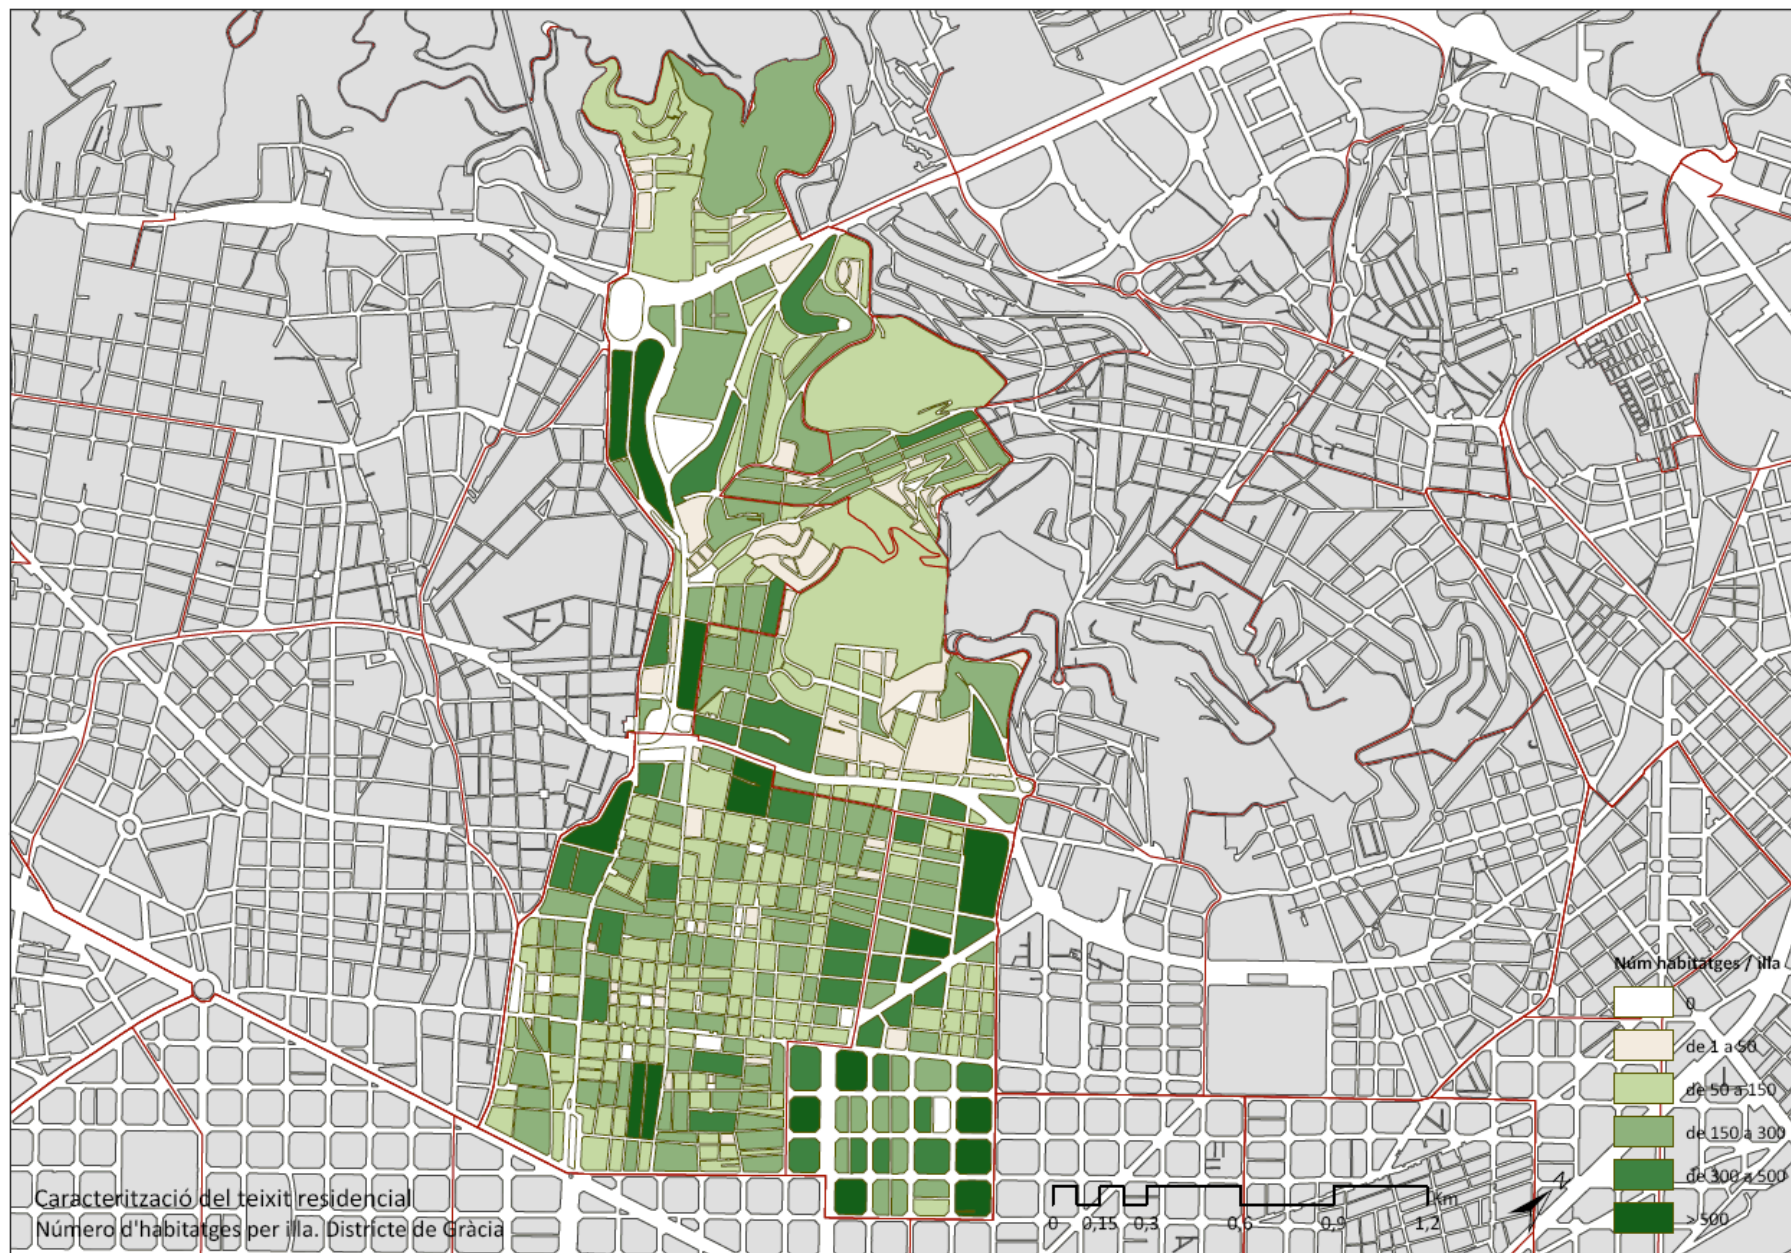 Núm habitatges / illa
0
de 1 a 50
de 50 a 150
de 150 a 300
de 300 a 500
> 500
N
Km
0 0,15 0,3 0,6 0,9 1,2
Caracterització del teixit residencial
Número d'habitatges per illa. Districte de Gràcia